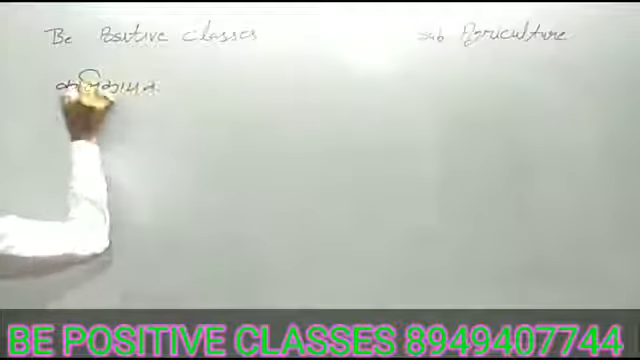 Be Positive Classes
Sub Agriculture
BE POSITIVE CLASSES 8949407744